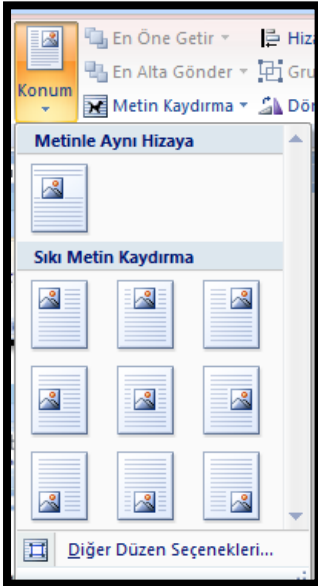 En Öne Getir
Hiza
En Alta Gönder
Gru
Konum
Metin Kaydırma
Dön
Metinle Aynı Hizaya
Sıkı Metin Kaydırma
Diğer Düzen Seçenekleri...